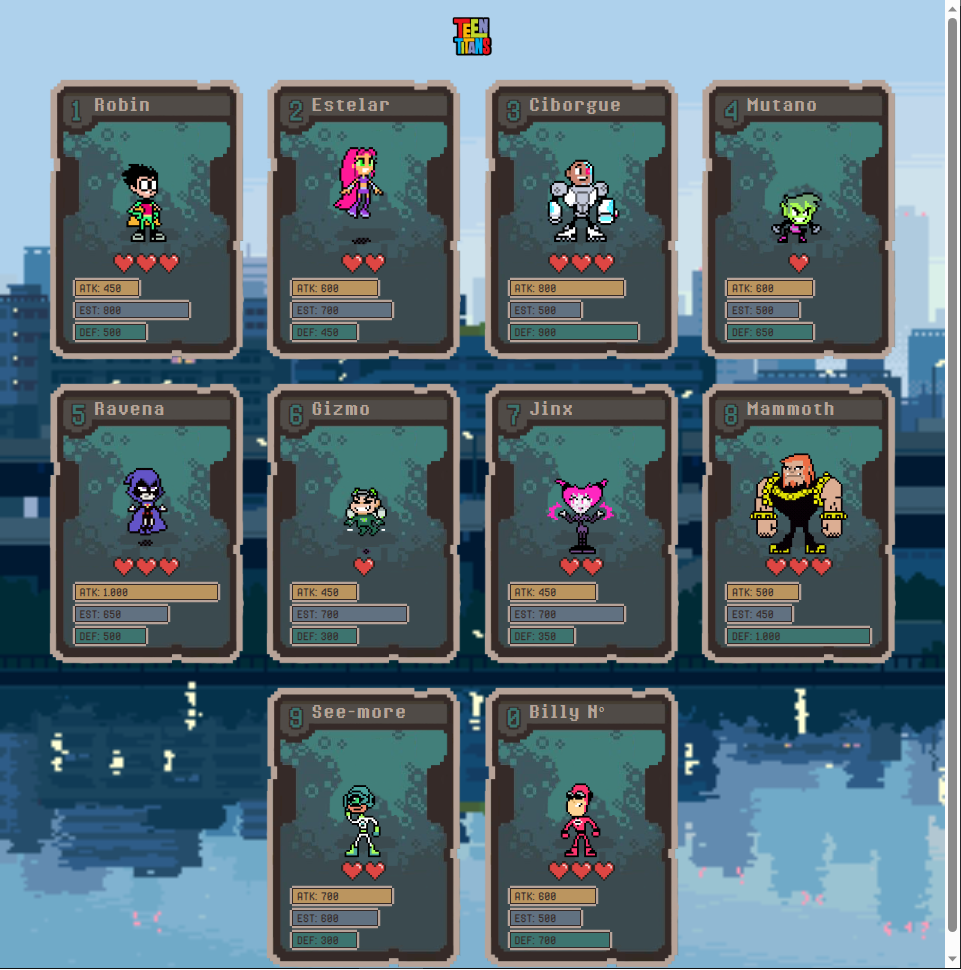 TEEN
TITANS
1 Robin
ATK: 450
EST: 800
DEF: 500
2 Estelar
ATK: 600
EST: 700
DEF: 450
3 Ciborgue
ATK: 800
EST: 500
DEF: 900
4 Mutano
ATK: 600
EST: 500
DEF: 650
5 Ravena
ATK: 1.000
EST: 650
DEF: 500
6 Gizmo
ATK: 450
EST: 700
DEF: 300
7 Jinx
ATK: 450
EST: 700
DEF: 350
8 Mammoth
ATK: 500
EST: 450
DEF: 1.000
9 See-more
ATK: 700
EST: 600
DEF: 300
0 Billy Nº
ATK: 600
EST: 500
DEF: 700